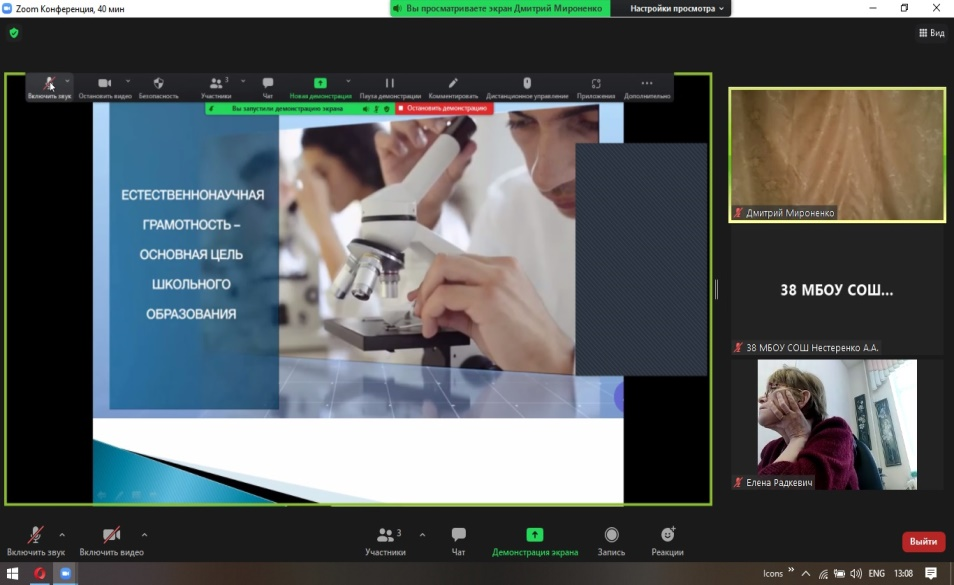 Zoom Конференция, 40 мин
Вы просматриваете экран Дмитрий Мироненко
Настройки просмотра
Вид
Включить звук
Остановить видео
Безопасность
Участники
3
Чат
Новая демонстрация
Пауза демонстрации
Комментировать
Дистанционное управление
Приложения
Дополнительно
Вы запустили демонстрацию экрана
Остановить демонстрацию
ЕСТЕСТВЕННОНАУЧНАЯ
ГРАМОТНОСТЬ –
ОСНОВНАЯ ЦЕЛЬ
ШКОЛЬНОГО
ОБРАЗОВАНИЯ
Дмитрий Мироненко
38 МБОУ СОШ...
38 МБОУ СОШ Нестеренко А.А.
Елена Радкевич
Включить звук
Включить видео
Участники
3
Чат
Демонстрация экрана
Запись
Реакции
Выйти
Icons
ENG
13:08